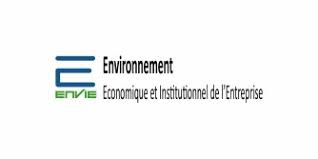 Environnement
ENVIE
Economique et Institutionnel de l'Entreprise